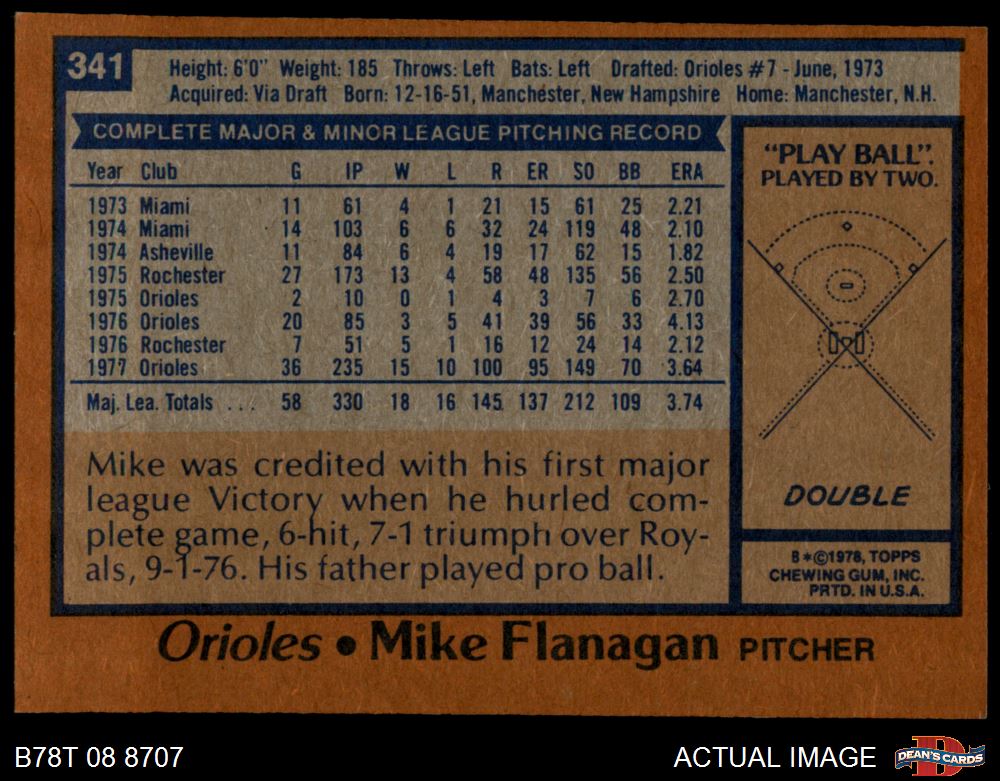 341
Height: 6'0" Weight: 185 Throws: Left Bats: Left Drafted: Orioles #7 - June, 1973
Acquired: Via Draft Born: 12-16-51, Manchester, New Hampshire Home: Manchester, N.H.
COMPLETE MAJOR & MINOR LEAGUE PITCHING RECORD
Year Club G IP W L R ER SO BB ERA
1973 Miami 11 61 4 1 21 15 61 25 2.21
1974 Miami 14 103 6 6 32 24 119 48 2.10
1974 Asheville 11 84 6 4 19 17 62 15 1.82
1975 Rochester 27 173 13 4 58 48 135 56 2.50
1975 Orioles 2 10 0 1 4 3 7 6 2.70
1976 Orioles 20 85 3 5 41 39 56 33 4.13
1976 Rochester 7 51 5 1 16 12 24 14 2.12
1977 Orioles 36 235 15 10 100 95 149 70 3.64
Maj. Lea. Totals ... 58 330 18 16 145 137 212 109 3.74
Mike was credited with his first major
league Victory when he hurled com-
plete game, 6-hit, 7-1 triumph over Roy-
als, 9-1-76. His father played pro ball.
"PLAY BALL".
PLAYED BY TWO.
DOUBLE
B*©1978, TOPPS
CHEWING GUM, INC.
PRTD. IN U.S.A.
Orioles • Mike Flanagan PITCHER
B78T 08 8707
ACTUAL IMAGE
D
DEAN'S CARDS